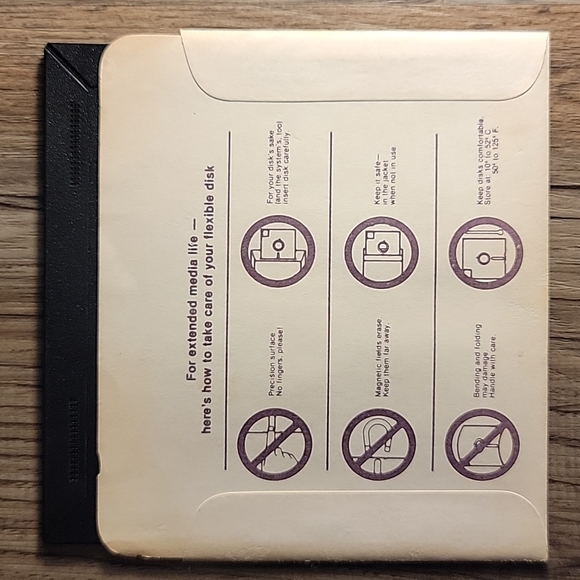 For extended media life —
here's how to take care of your flexible disk
Precision surface
No fingers, please!
For your disk's sake
(and the system's, too)
insert disk carefully.
Magnetic fields erase.
Keep them far away.
Keep it safe—
in the jacket
when not in use.
Bending and folding
may damage.
Handle with care.
Keep disks comfortable.
Store at: 10° to 52° C
50° to 125° F.